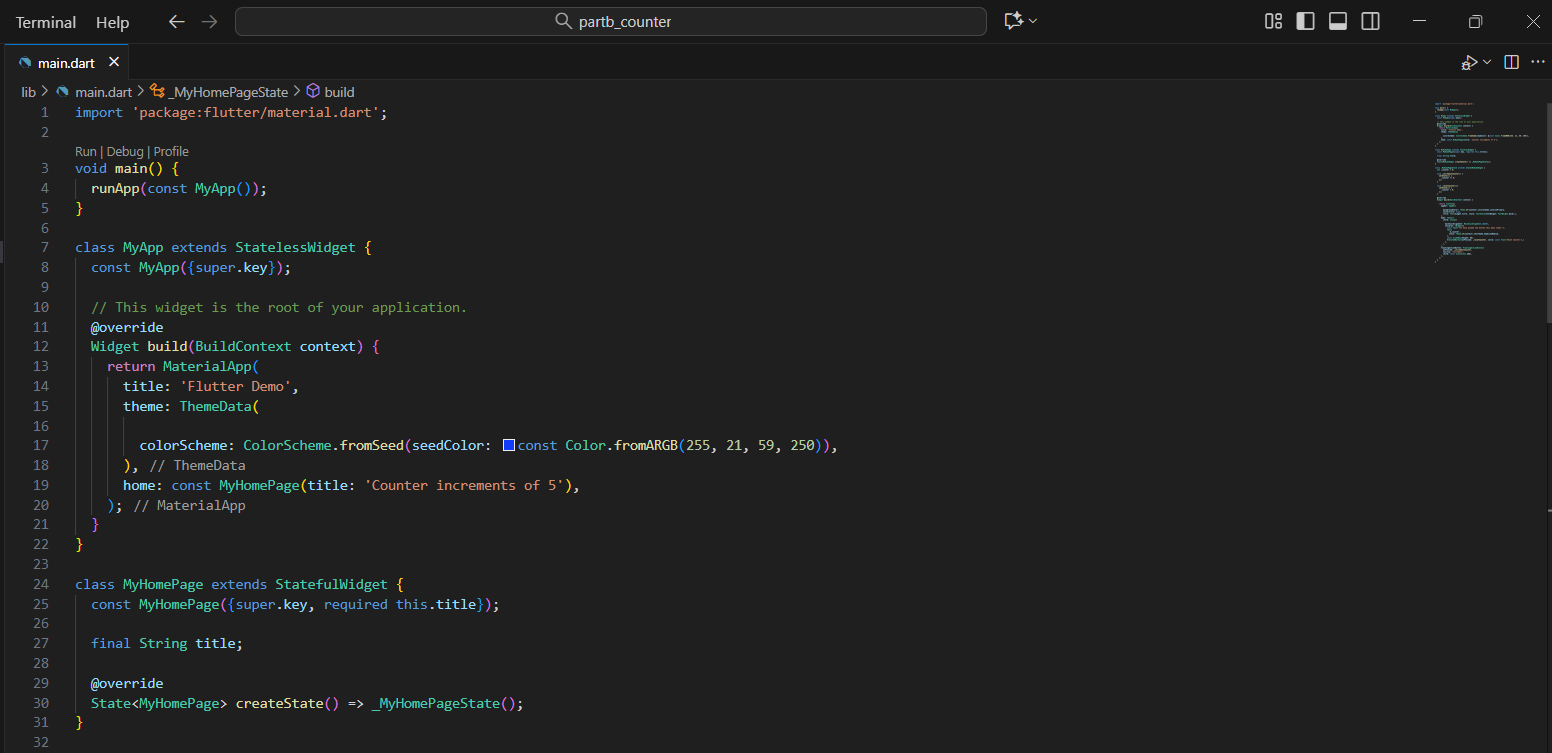 Terminal Help partb_counter
main.dart
lib > main.dart > _MyHomePageState > build
1 import 'package:flutter/material.dart';
2
Run | Debug | Profile
3 void main() {
4 runApp(const MyApp());
5 }
6
7 class MyApp extends StatelessWidget {
8 const MyApp({super.key});
9
10 // This widget is the root of your application.
11 @override
12 Widget build(BuildContext context) {
13 return MaterialApp(
14 title: 'Flutter Demo',
15 theme: ThemeData(
16
17 colorScheme: ColorScheme.fromSeed(seedColor: const Color.fromARGB(255, 21, 59, 250)),
18 ), // ThemeData
19 home: const MyHomePage(title: 'Counter increments of 5'),
20 ); // MaterialApp
21 }
22 }
23
24 class MyHomePage extends StatefulWidget {
25 const MyHomePage({super.key, required this.title});
26
27 final String title;
28
29 @override
30 State<MyHomePage> createState() => _MyHomePageState();
31 }
32